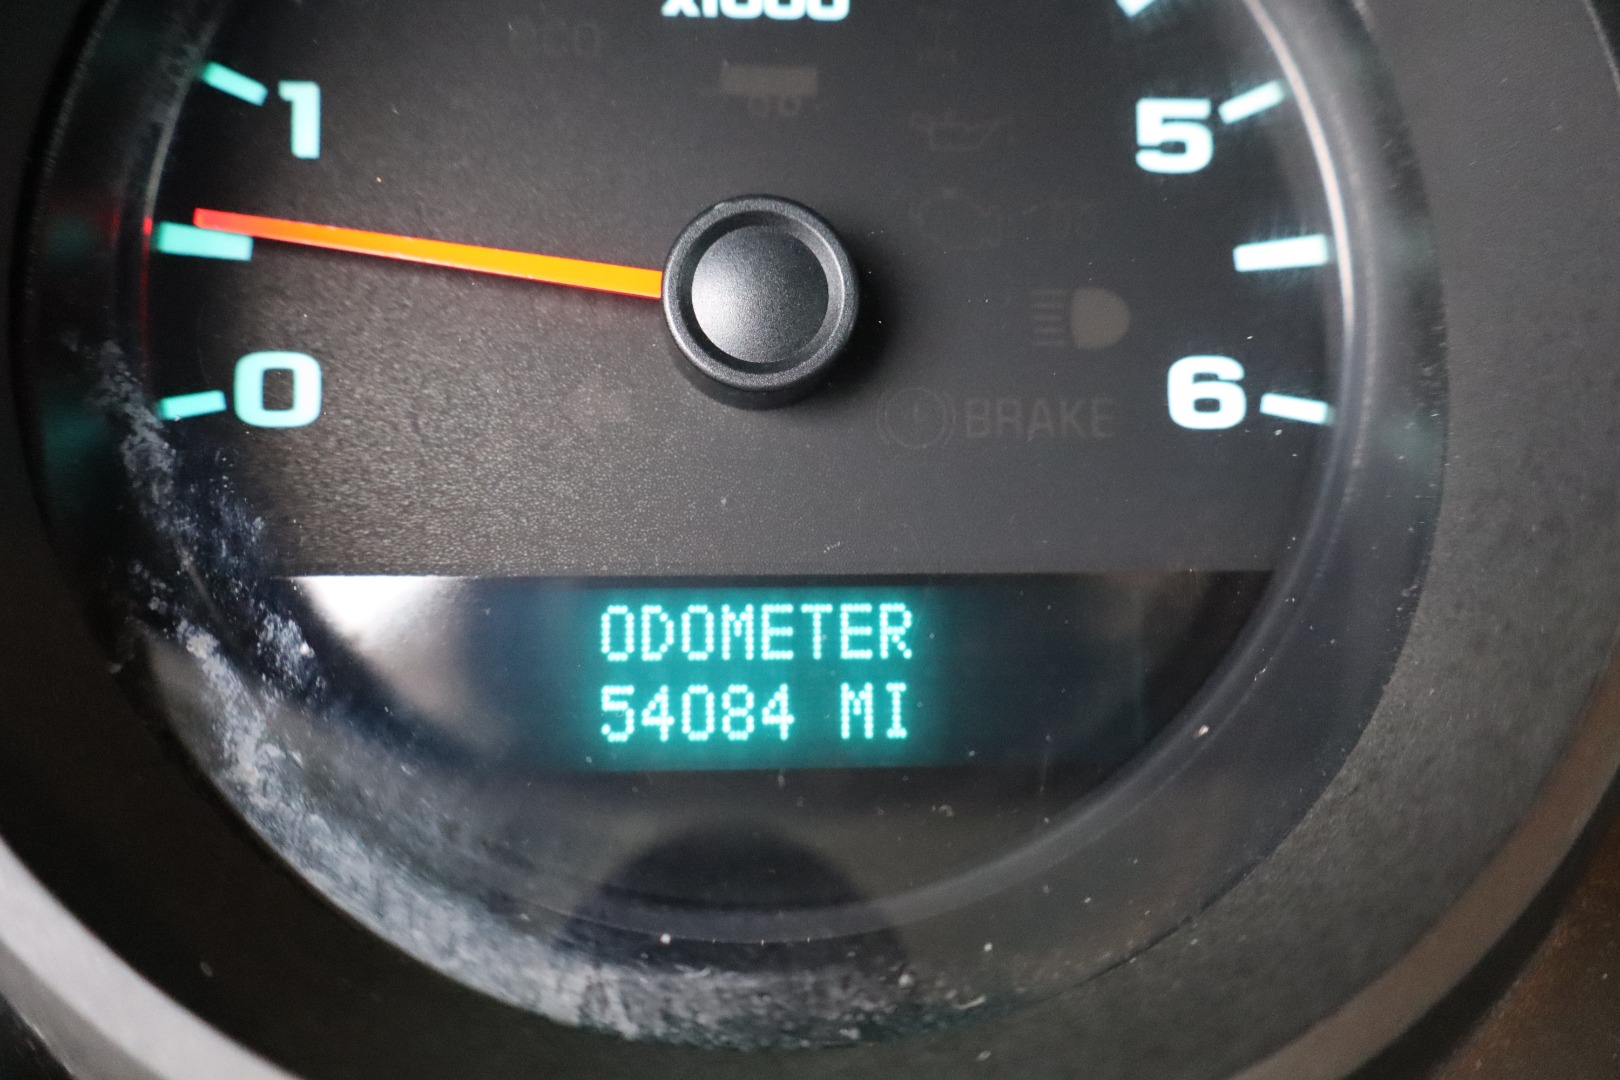 x1000
1
5
0
6
BRAKE
ODOMETER
54084 MI